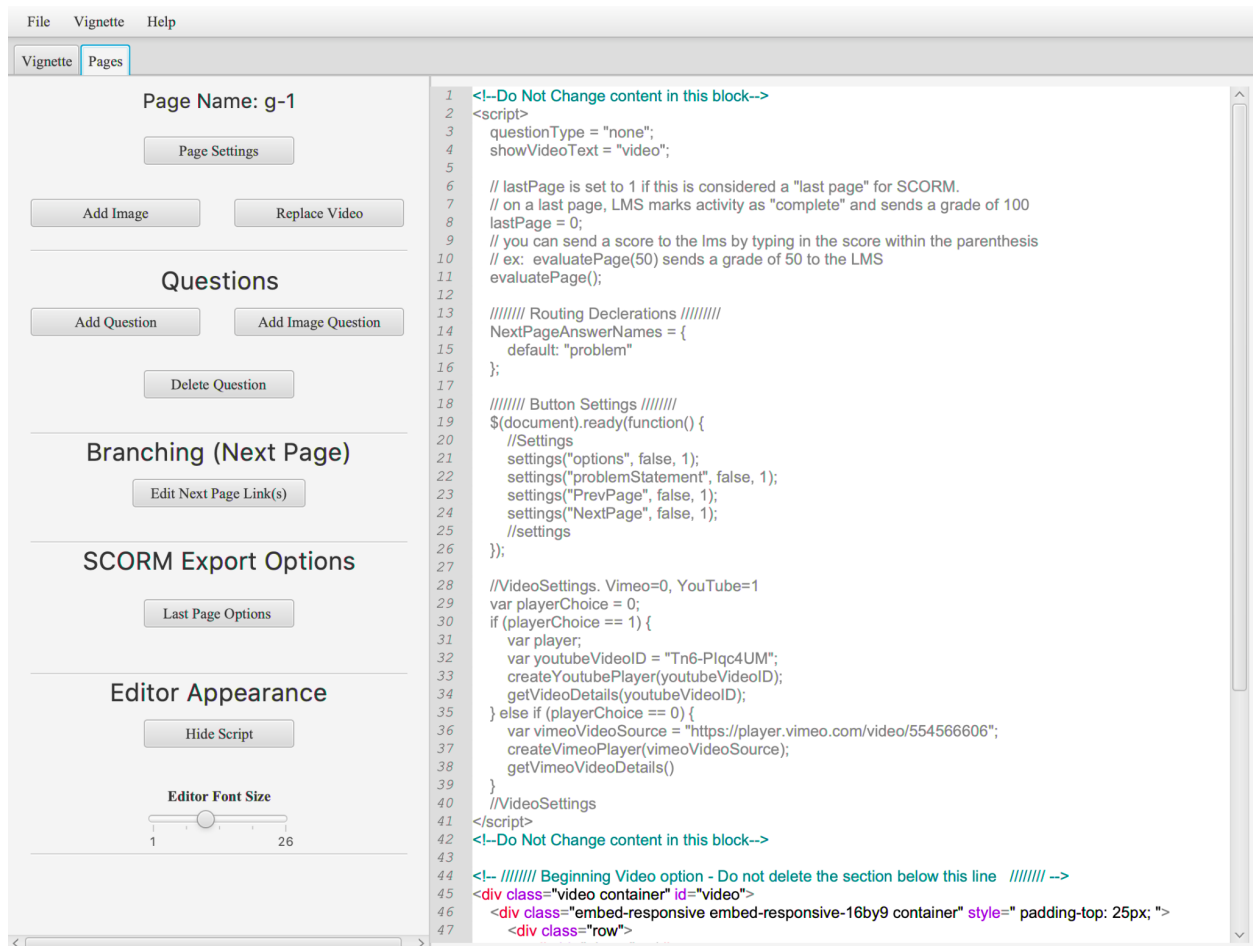 File Vignette Help
Vignette Pages
Page Name: g-1
Page Settings
Add Image Replace Video
Questions
Add Question Add Image Question
Delete Question
Branching (Next Page)
Edit Next Page Link(s)
SCORM Export Options
Last Page Options
Editor Appearance
Hide Script
Editor Font Size
1 26
1 <!--Do Not Change content in this block-->
2 <script>
3 questionType = "none";
4 showVideoText = "video";
5
6 // lastPage is set to 1 if this is considered a "last page" for SCORM.
7 // on a last page, LMS marks activity as "complete" and sends a grade of 100
8 lastPage = 0;
9 // you can send a score to the lms by typing in the score within the parenthesis
10 // ex: evaluatePage(50) sends a grade of 50 to the LMS
11 evaluatePage();
12
13 //////// Routing Declerations /////////
14 NextPageAnswerNames = {
15 default: "problem"
16 };
17
18 //////// Button Settings ////////
19 $(document).ready(function() {
20 //Settings
21 settings("options", false, 1);
22 settings("problemStatement", false, 1);
23 settings("PrevPage", false, 1);
24 settings("NextPage", false, 1);
25 //settings
26 });
27
28 //VideoSettings. Vimeo=0, YouTube=1
29 var playerChoice = 0;
30 if (playerChoice == 1) {
31 var player;
32 var youtubeVideoID = "Tn6-PIqc4UM";
33 createYoutubePlayer(youtubeVideoID);
34 getVideoDetails(youtubeVideoID);
35 } else if (playerChoice == 0) {
36 var vimeoVideoSource = "https://player.vimeo.com/video/554566606";
37 createVimeoPlayer(vimeoVideoSource);
38 getVimeoVideoDetails()
39 }
40 //VideoSettings
41 </script>
42 <!--Do Not Change content in this block-->
43
44 <!-- //////// Beginning Video option - Do not delete the section below this line //////// -->
45 <div class="video container" id="video">
46 <div class="embed-responsive embed-responsive-16by9 container" style=" padding-top: 25px; ">
47 <div class="row">